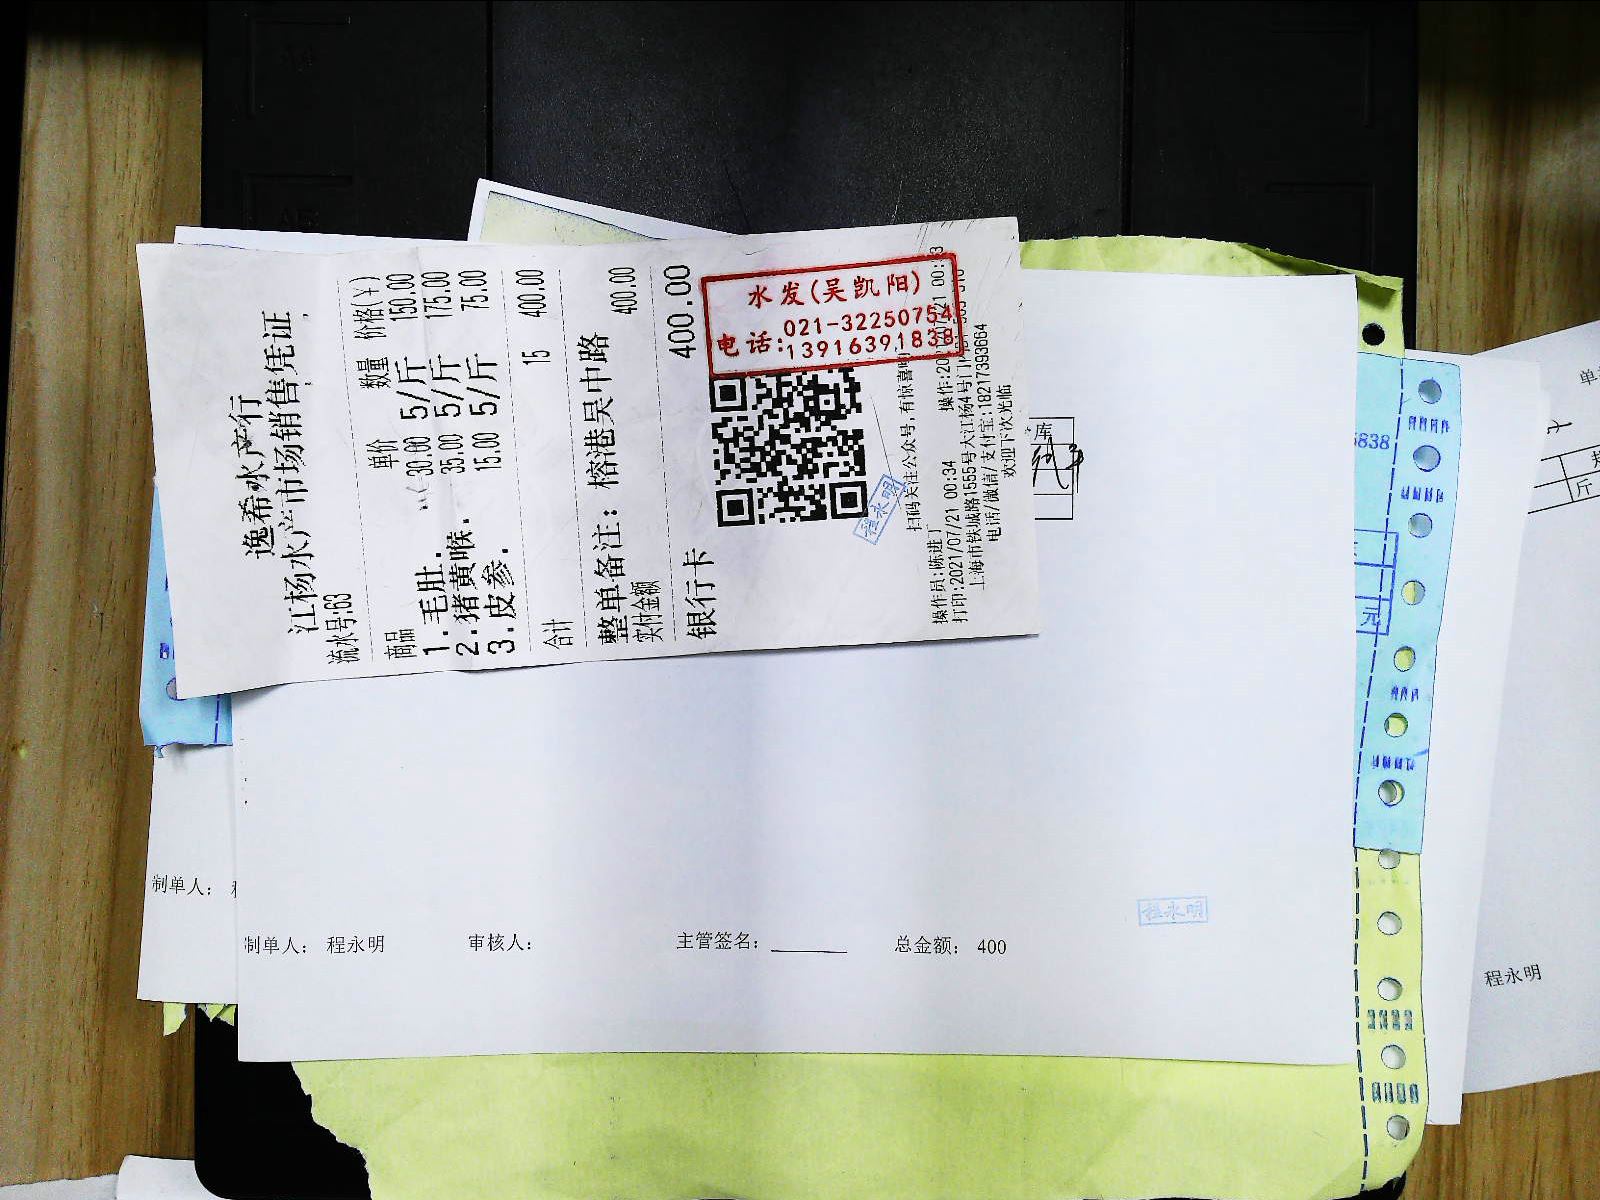 逸希水产行
江杨水产市场销售凭证
流水号:63
商品 单价 数量 价格(¥)
1.毛肚. 30.00 5/斤 150.00
2.猪黄喉. 35.00 5/斤 175.00
3.皮参. 15.00 5/斤 75.00
合计 15 400.00
整单备注：榕港吴中路
实付金额 400.00
银行卡 400.00
水发(吴凯阳)
电话:021-32250754
13916391838
程永明
扫码关注公众号,有惊喜
操作员:陈进丁
打印:2021/07/21 00:34
上海市铁城路1555号大江杨4号门
电话/微信/支付宝:18217393664
欢迎下次光临
库
5838
元
单
斤
制单人：
制单人： 程永明 审核人： 主管签名： 总金额： 400
程永明
程永明